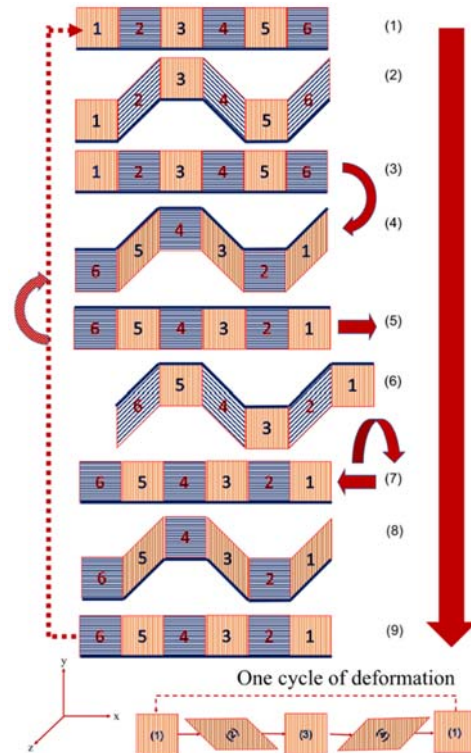 1 2 3 4 5 6 (1)
1 2 3 4 5 6 (2)
1 2 3 4 5 6 (3)
6 5 4 3 2 1 (4)
6 5 4 3 2 1 (5)
6 5 4 3 2 1 (6)
6 5 4 3 2 1 (7)
6 5 4 3 2 1 (8)
6 5 4 3 2 1 (9)
y
x
z
One cycle of deformation
(1) (3) (1)